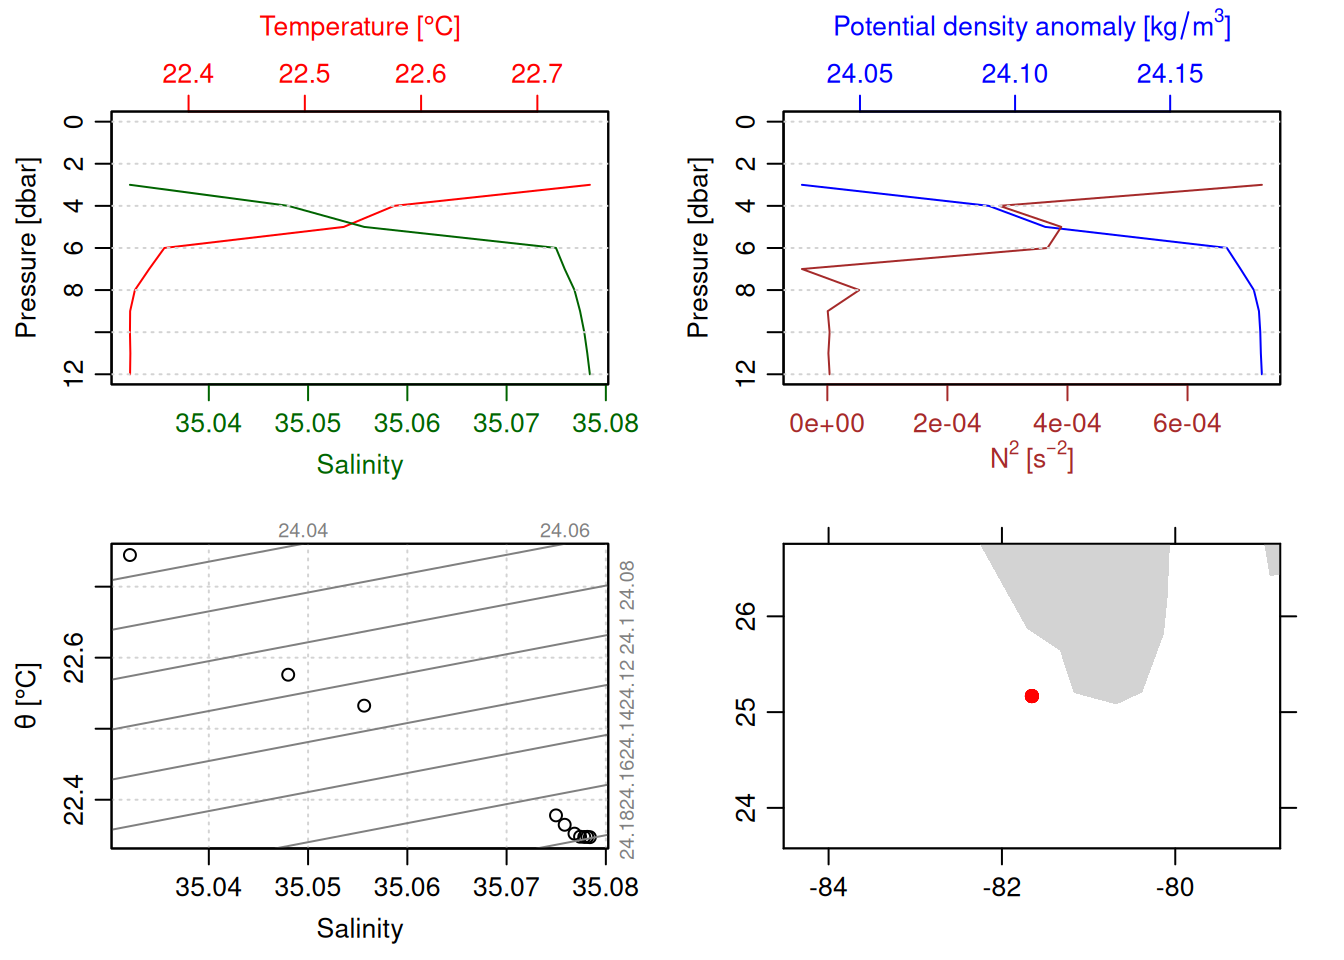 Temperature [°C]
22.4 22.5 22.6 22.7
Pressure [dbar]
0 2 4 6 8 12
35.04 35.05 35.06 35.07 35.08
Salinity
Potential density anomaly [kg/m³]
24.05 24.10 24.15
Pressure [dbar]
0 2 4 6 8 12
0e+00 2e-04 4e-04 6e-04
N² [s⁻²]
24.04 24.06
24.08
24.1
24.12
24.14
24.16
24.18
θ [°C]
22.6
22.4
35.04 35.05 35.06 35.07 35.08
Salinity
26
25
24
-84 -82 -80